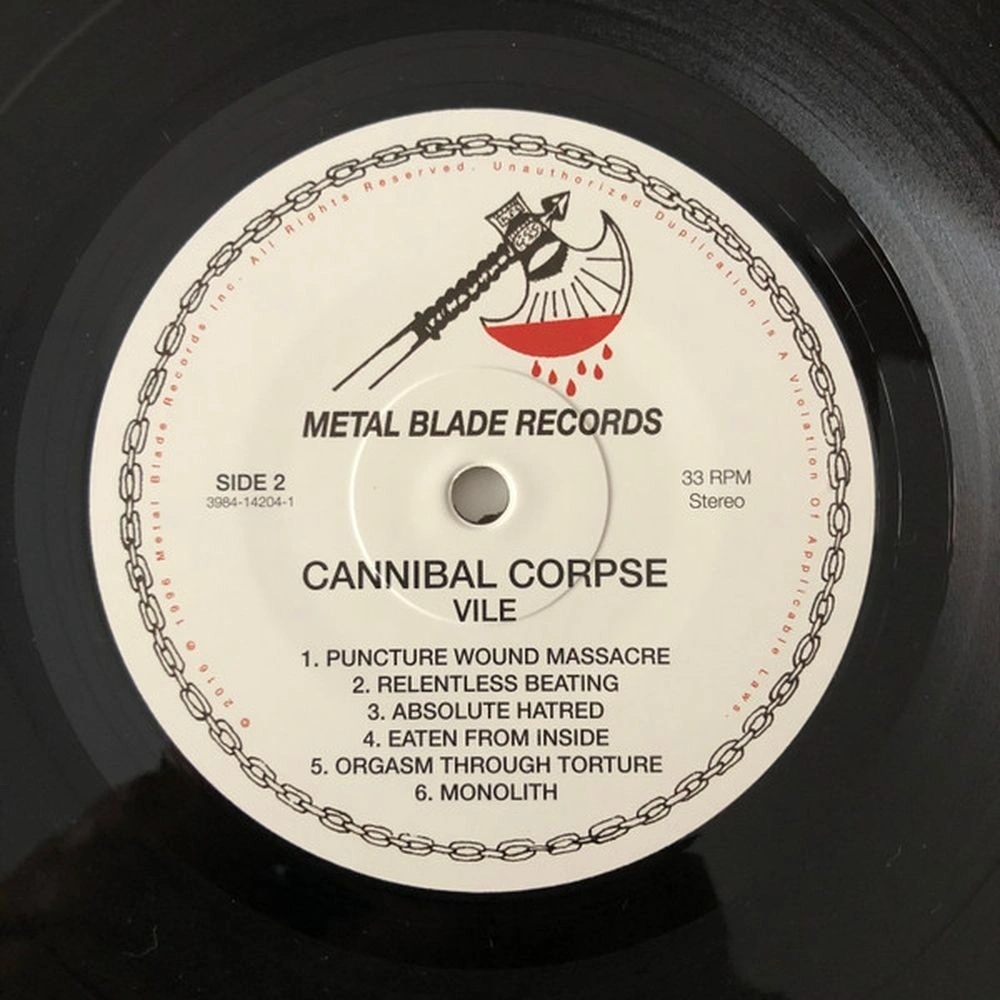 © 2016 ℗ 1996 Metal Blade Records Inc. All Rights Reserved. Unauthorized Duplication Is A Violation Of Applicable Laws.
METAL BLADE RECORDS
SIDE 2
3984-14204-1
33 RPM
Stereo
CANNIBAL CORPSE
VILE
1. PUNCTURE WOUND MASSACRE
2. RELENTLESS BEATING
3. ABSOLUTE HATRED
4. EATEN FROM INSIDE
5. ORGASM THROUGH TORTURE
6. MONOLITH